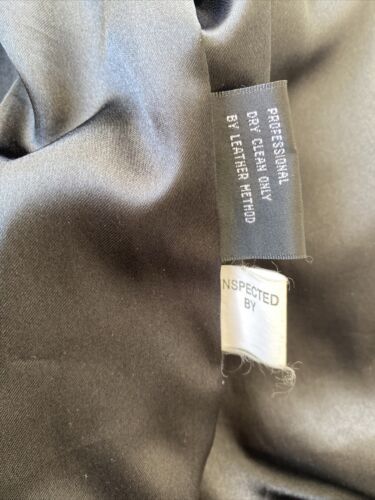 PROFESSIONAL
DRY CLEAN ONLY
BY LEATHER METHOD
NSPECTED
BY